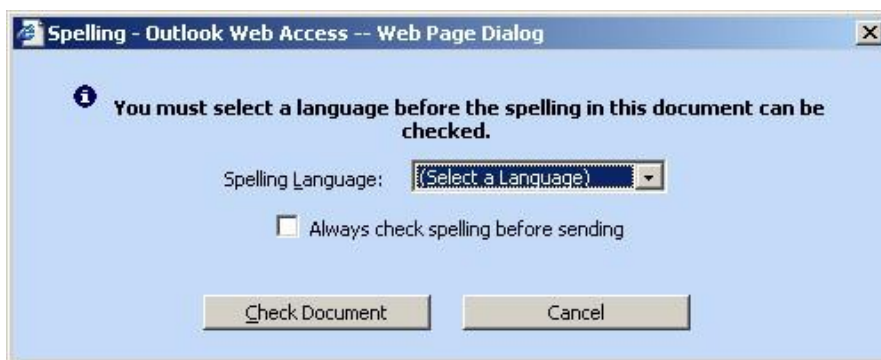 Spelling - Outlook Web Access -- Web Page Dialog
You must select a language before the spelling in this document can be
checked.
Spelling Language: (Select a Language)
Always check spelling before sending
Check Document Cancel